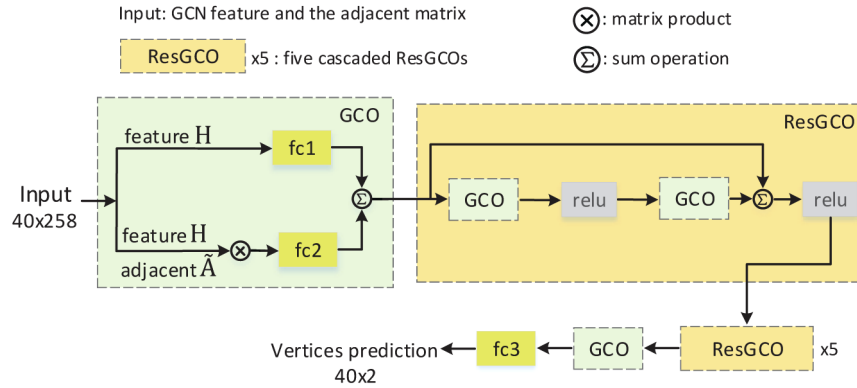 Input: GCN feature and the adjacent matrix
⊗: matrix product
ResGCO x5 : five cascaded ResGCOs
Σ: sum operation
GCO
ResGCO
feature H
fc1
Input
40x258
Σ
GCO
relu
GCO
Σ
relu
feature H
⊗
fc2
adjacent Ã
Vertices prediction
40x2
fc3
GCO
ResGCO
x5